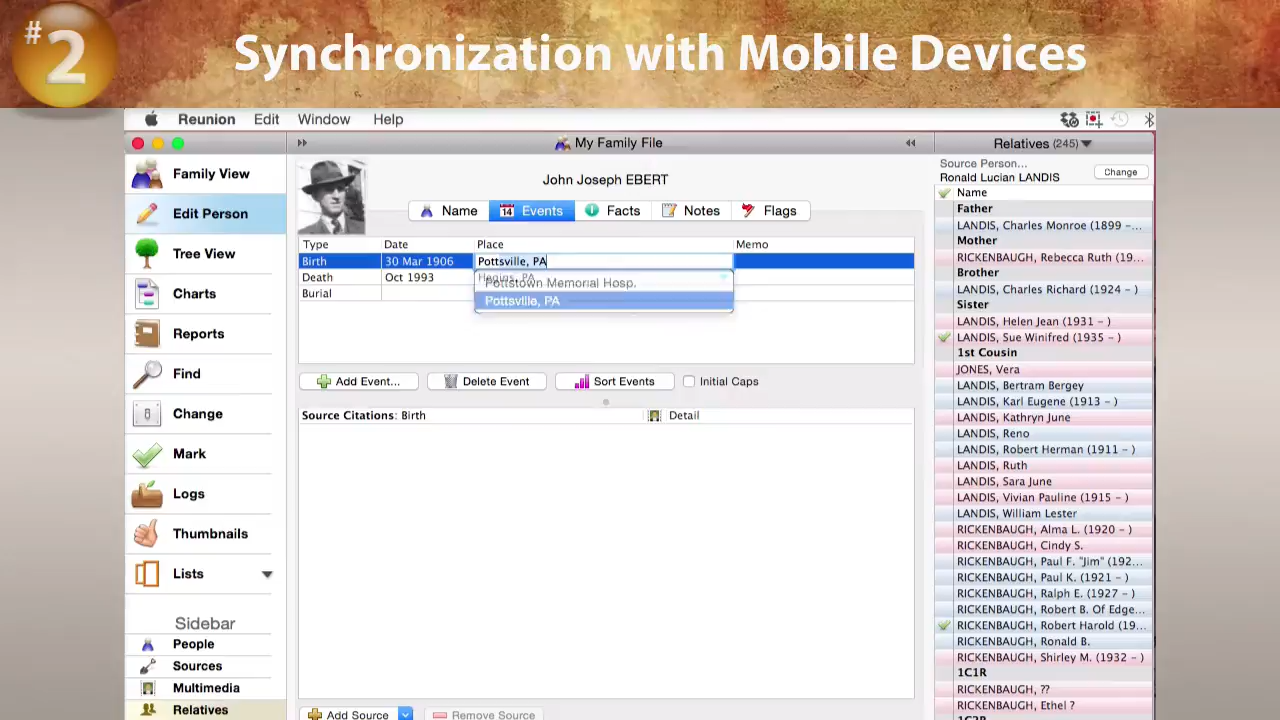 #2
Synchronization with Mobile Devices
Reunion Edit Window Help
My Family File
Relatives (245)
Family View
Edit Person
Tree View
Charts
Reports
Find
Change
Mark
Logs
Thumbnails
Lists
Sidebar
People
Sources
Multimedia
Relatives
John Joseph EBERT
Name Events Facts Notes Flags
Type Date Place Memo
Birth 30 Mar 1906 Pottsville, PA
Death Oct 1993 Hegins, PA
Burial
Pottstown Memorial Hosp.
Pottsville, PA
Add Event... Delete Event Sort Events Initial Caps
Source Citations: Birth Detail
Add Source Remove Source
Source Person...
Ronald Lucian LANDIS
Change
Name
Father
LANDIS, Charles Monroe (1899 –...
Mother
RICKENBAUGH, Rebecca Ruth (19...
Brother
LANDIS, Charles Richard (1924 – )
Sister
LANDIS, Helen Jean (1931 – )
LANDIS, Sue Winifred (1935 – )
1st Cousin
JONES, Vera
LANDIS, Bertram Bergey
LANDIS, Karl Eugene (1913 – )
LANDIS, Kathryn June
LANDIS, Reno
LANDIS, Robert Herman (1911 – )
LANDIS, Ruth
LANDIS, Sara June
LANDIS, Vivian Pauline (1915 – )
LANDIS, William Lester
RICKENBAUGH, Alma L. (1920 – )
RICKENBAUGH, Cindy S.
RICKENBAUGH, Paul F. "Jim" (192...
RICKENBAUGH, Paul K. (1921 – )
RICKENBAUGH, Ralph E. (1927 – )
RICKENBAUGH, Robert B. Of Edge...
RICKENBAUGH, Robert Harold (19...
RICKENBAUGH, Ronald B.
RICKENBAUGH, Shirley M. (1932 – )
1C1R
RICKENBAUGH, ??
RICKENBAUGH, Ethel ?